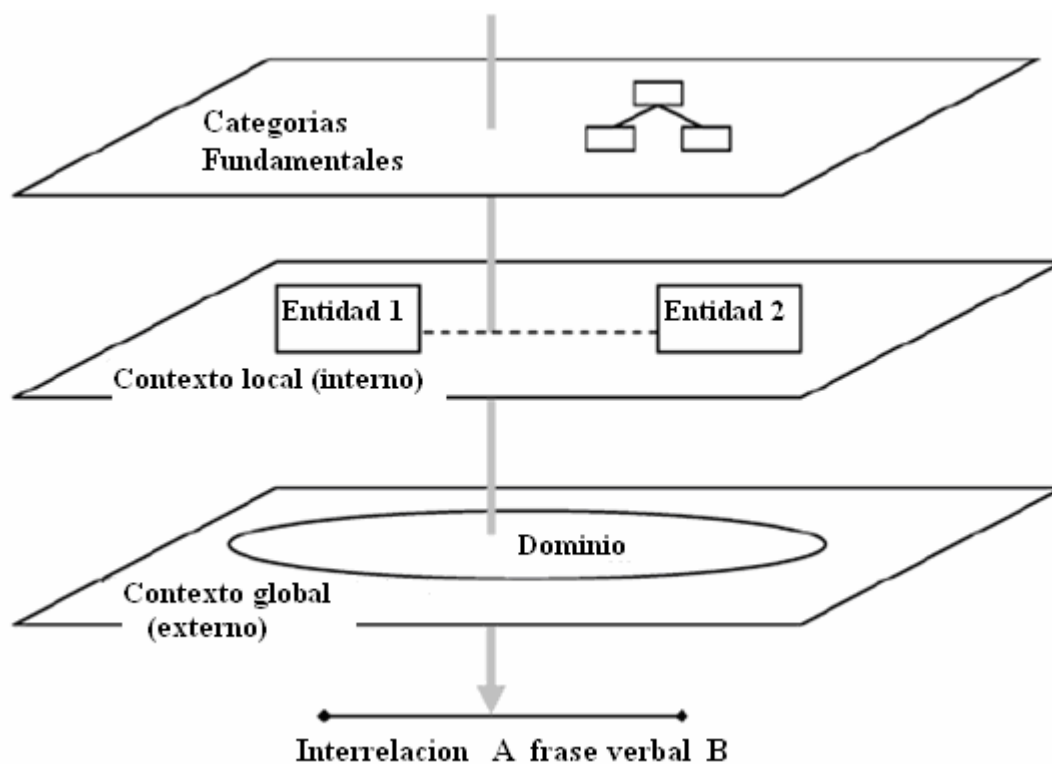 Categorias
Fundamentales
Entidad 1
Entidad 2
Contexto local (interno)
Dominio
Contexto global
(externo)
Interrelacion A frase verbal B